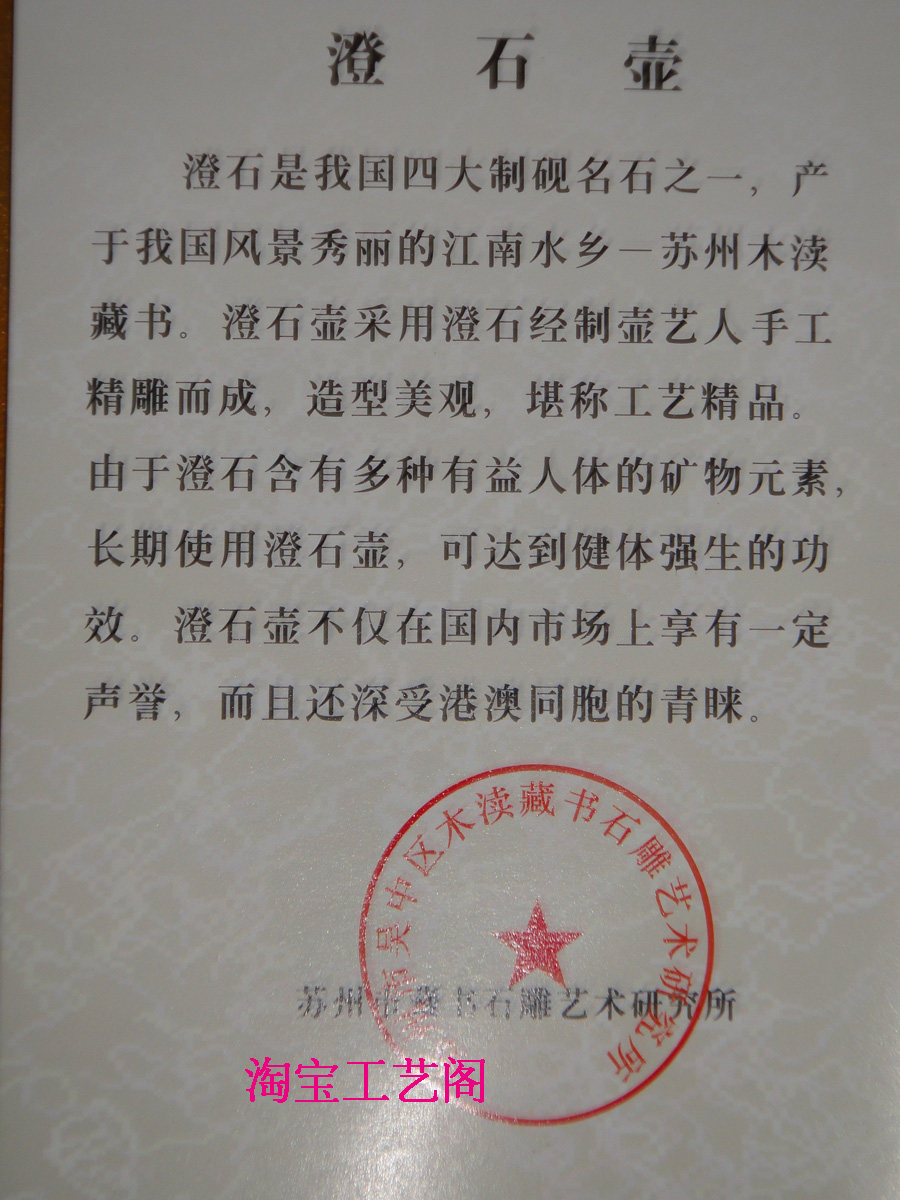 澄石壶
澄石是我国四大制砚名石之一，产
于我国风景秀丽的江南水乡—苏州木渎
藏书。澄石壶采用澄石经制壶艺人手工
精雕而成，造型美观，堪称工艺精品。
由于澄石含有多种有益人体的矿物元素，
长期使用澄石壶，可达到健体强生的功
效。澄石壶不仅在国内市场上享有一定
声誉，而且还深受港澳同胞的青睐。
市吴中区木渎藏书石雕艺术研究所
苏州市藏书石雕艺术研究所
淘宝工艺阁